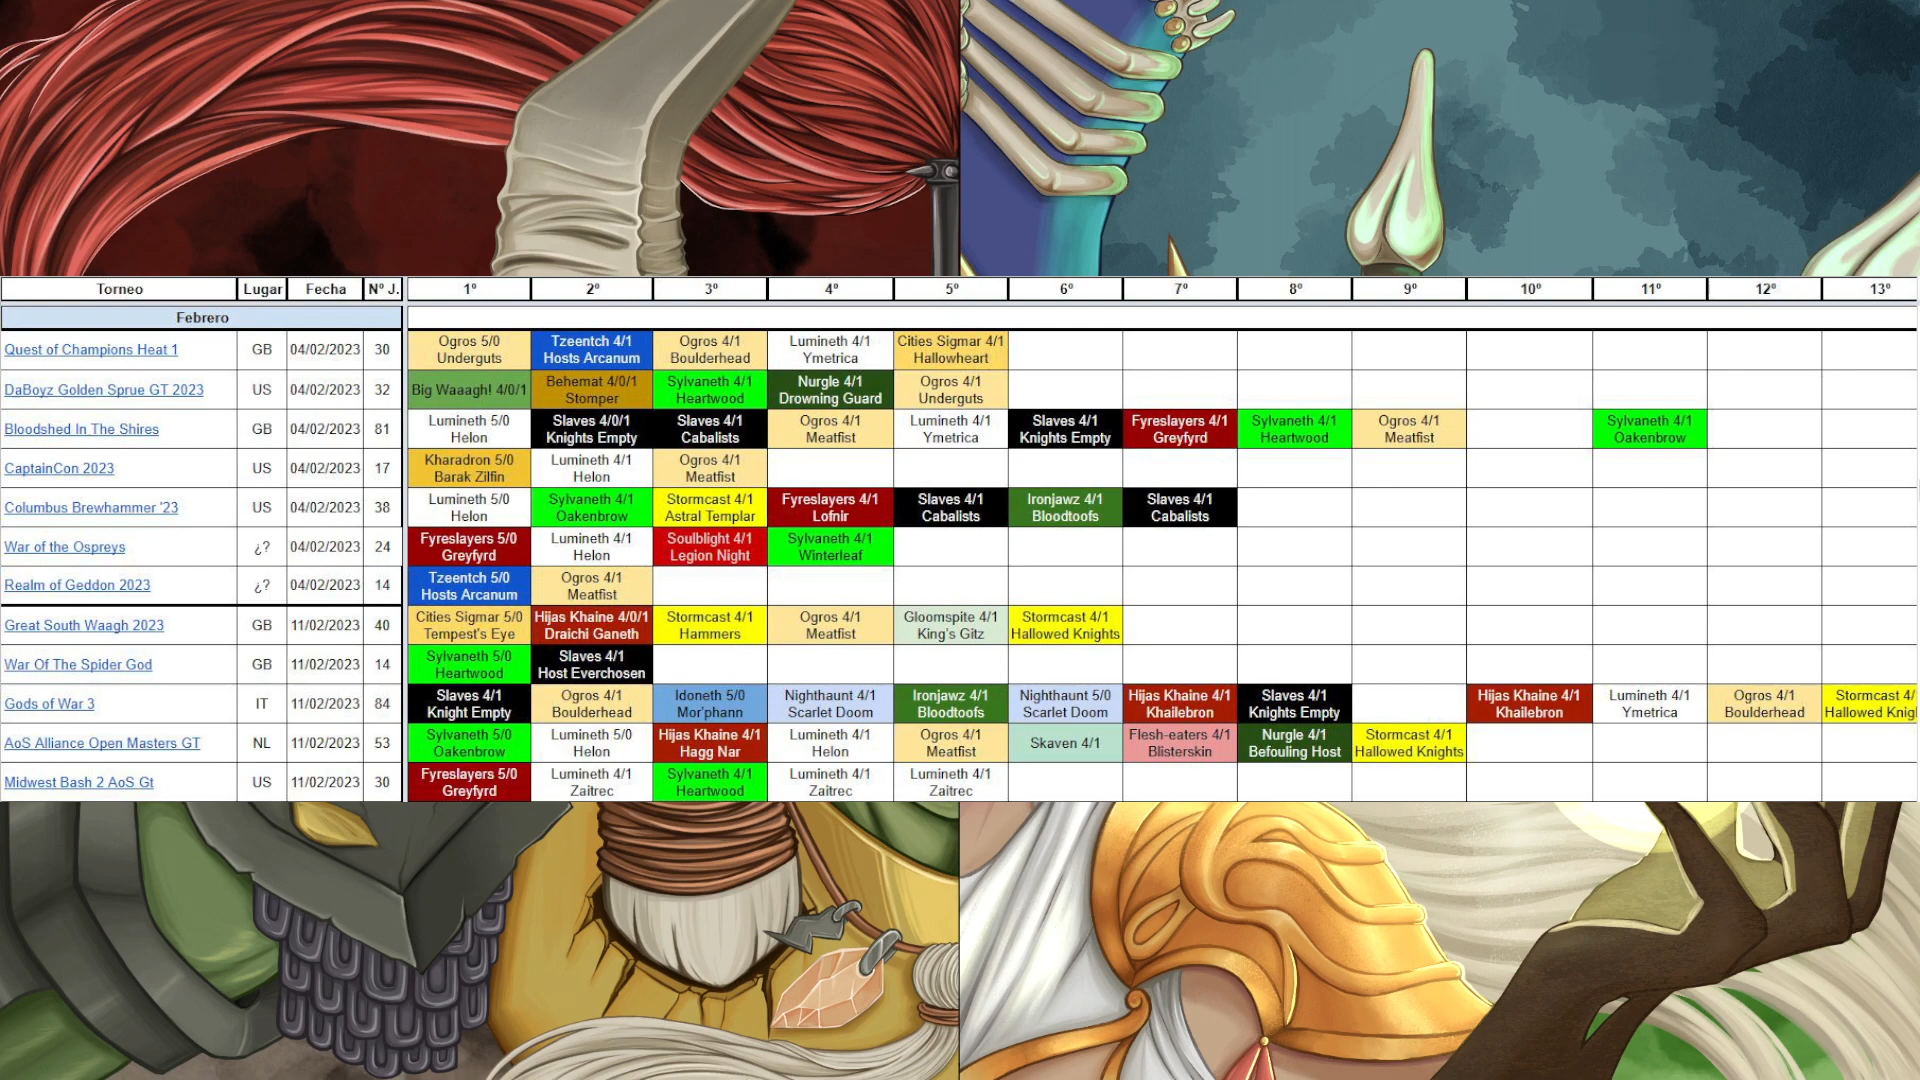 Torneo Lugar Fecha Nº J. 1º 2º 3º 4º 5º 6º 7º 8º 9º 10º 11º 12º 13º
Febrero
Quest of Champions Heat 1 GB 04/02/2023 30 Ogros 5/0 Tzeentch 4/1 Ogros 4/1 Lumineth 4/1 Cities Sigmar 4/1
Underguts Hosts Arcanum Boulderhead Ymetrica Hallowheart
DaBoyz Golden Sprue GT 2023 US 04/02/2023 32 Big Waaagh! 4/0/1 Behemat 4/0/1 Sylvaneth 4/1 Nurgle 4/1 Ogros 4/1
Stomper Heartwood Drowning Guard Underguts
Bloodshed In The Shires GB 04/02/2023 81 Lumineth 5/0 Slaves 4/0/1 Slaves 4/1 Ogros 4/1 Lumineth 4/1 Slaves 4/1 Fyreslayers 4/1 Sylvaneth 4/1 Ogros 4/1 Sylvaneth 4/1
Helon Knights Empty Cabalists Meatfist Ymetrica Knights Empty Greyfyrd Heartwood Meatfist Oakenbrow
CaptainCon 2023 US 04/02/2023 17 Kharadron 5/0 Lumineth 4/1 Ogros 4/1
Barak Zilfin Helon Meatfist
Columbus Brewhammer '23 US 04/02/2023 38 Lumineth 5/0 Sylvaneth 4/1 Stormcast 4/1 Fyreslayers 4/1 Slaves 4/1 Ironjawz 4/1 Slaves 4/1
Helon Oakenbrow Astral Templar Lofnir Cabalists Bloodtoofs Cabalists
War of the Ospreys ¿? 04/02/2023 24 Fyreslayers 5/0 Lumineth 4/1 Soulblight 4/1 Sylvaneth 4/1
Greyfyrd Helon Legion Night Winterleaf
Realm of Geddon 2023 ¿? 04/02/2023 14 Tzeentch 5/0 Ogros 4/1
Hosts Arcanum Meatfist
Great South Waagh 2023 GB 11/02/2023 40 Cities Sigmar 5/0 Hijas Khaine 4/0/1 Stormcast 4/1 Ogros 4/1 Gloomspite 4/1 Stormcast 4/1
Tempest's Eye Draichi Ganeth Hammers Meatfist King's Gitz Hallowed Knights
War Of The Spider God GB 11/02/2023 14 Sylvaneth 5/0 Slaves 4/1
Heartwood Host Everchosen
Gods of War 3 IT 11/02/2023 84 Slaves 4/1 Ogros 4/1 Idoneth 5/0 Nighthaunt 4/1 Ironjawz 4/1 Nighthaunt 5/0 Hijas Khaine 4/1 Slaves 4/1 Hijas Khaine 4/1 Lumineth 4/1 Ogros 4/1 Stormcast 4/
Knight Empty Boulderhead Mor'phann Scarlet Doom Bloodtoofs Scarlet Doom Khailebron Knights Empty Khailebron Ymetrica Boulderhead Hallowed Knigl
AoS Alliance Open Masters GT NL 11/02/2023 53 Sylvaneth 5/0 Lumineth 5/0 Hijas Khaine 4/1 Lumineth 4/1 Ogros 4/1 Skaven 4/1 Flesh-eaters 4/1 Nurgle 4/1 Stormcast 4/1
Oakenbrow Helon Hagg Nar Helon Meatfist Blisterskin Befouling Host Hallowed Knights
Midwest Bash 2 AoS Gt US 11/02/2023 30 Fyreslayers 5/0 Lumineth 4/1 Sylvaneth 4/1 Lumineth 4/1 Lumineth 4/1
Greyfyrd Zaitrec Heartwood Zaitrec Zaitrec